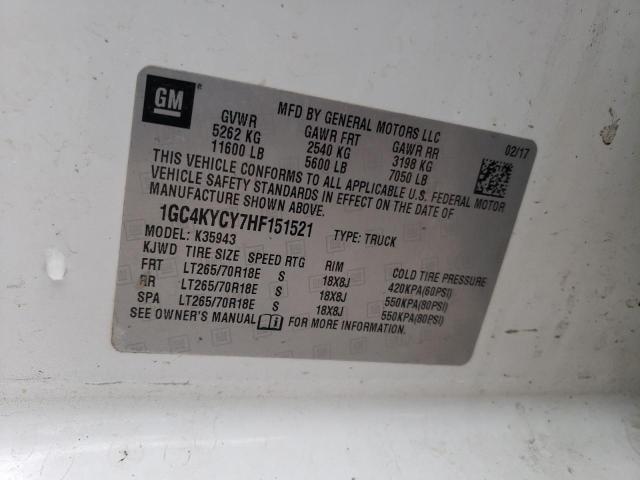 GM ®
MFD BY GENERAL MOTORS LLC 02/17
GVWR GAWR FRT GAWR RR
5262 KG 2540 KG 3198 KG
11600 LB 5600 LB 7050 LB
THIS VEHICLE CONFORMS TO ALL APPLICABLE U.S. FEDERAL MOTOR
VEHICLE SAFETY STANDARDS IN EFFECT ON THE DATE OF
MANUFACTURE SHOWN ABOVE.
1GC4KYCY7HF151521 TYPE: TRUCK
MODEL: K35943
KJWD TIRE SIZE SPEED RTG RIM COLD TIRE PRESSURE
FRT LT265/70R18E S 18X8J 420KPA(60PSI)
RR LT265/70R18E S 18X8J 550KPA(80PSI)
SPA LT265/70R18E S 18X8J 550KPA(80PSI)
SEE OWNER'S MANUAL FOR MORE INFORMATION.